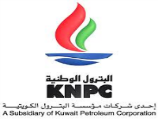 البترول الوطنية
KNPC
إحدى شركات مؤسسة البترول الكويتية
A Subsidiary of Kuwait Petroleum Corporation